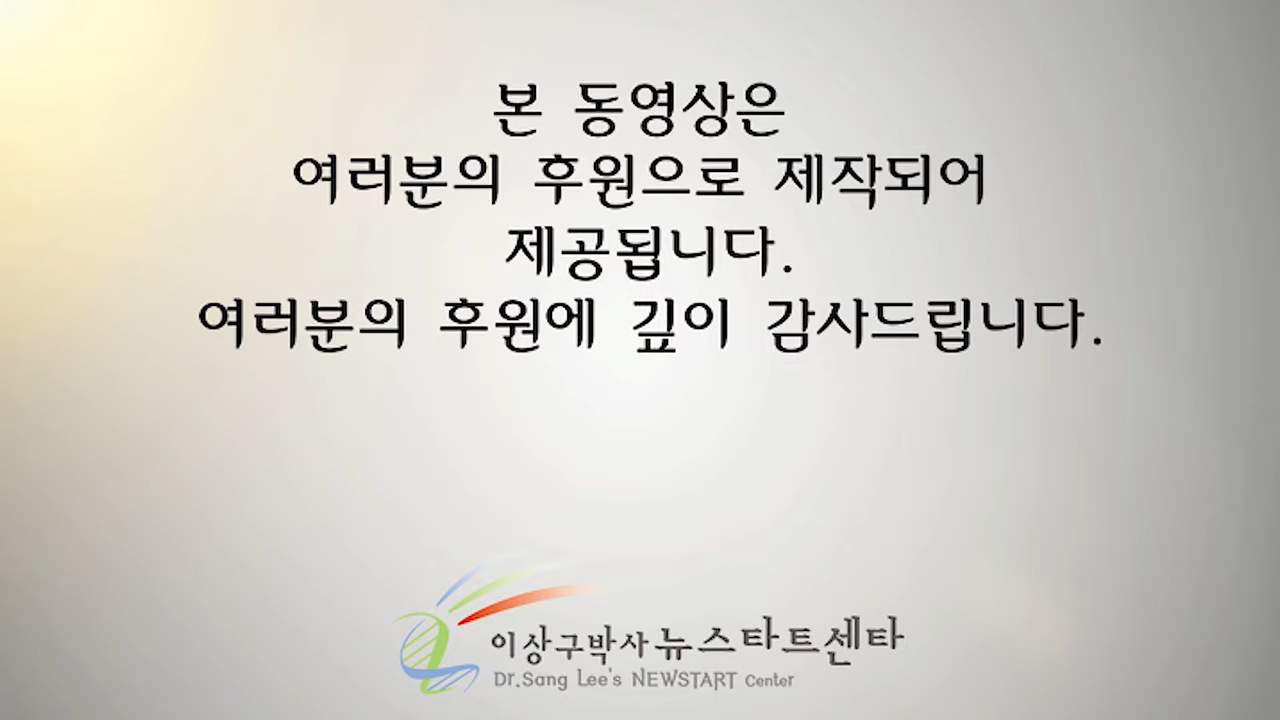 본 동영상은
여러분의 후원으로 제작되어
제공됩니다.
여러분의 후원에 깊이 감사드립니다.
이상구박사 뉴스타트센타
Dr.Sang Lee's NEWSTART Center